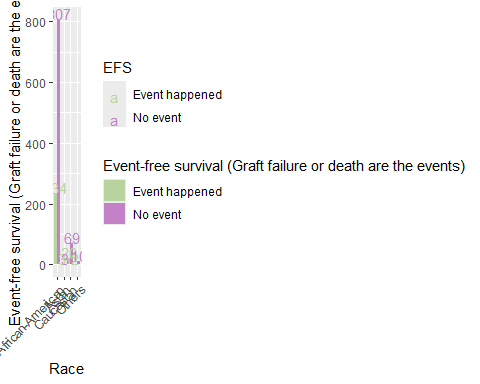 Event-free survival (Graft failure or death are the e
800
600
400
200
0
807
69
African-American
Others
Race
EFS
a Event happened
a No event
Event-free survival (Graft failure or death are the events)
Event happened
No event